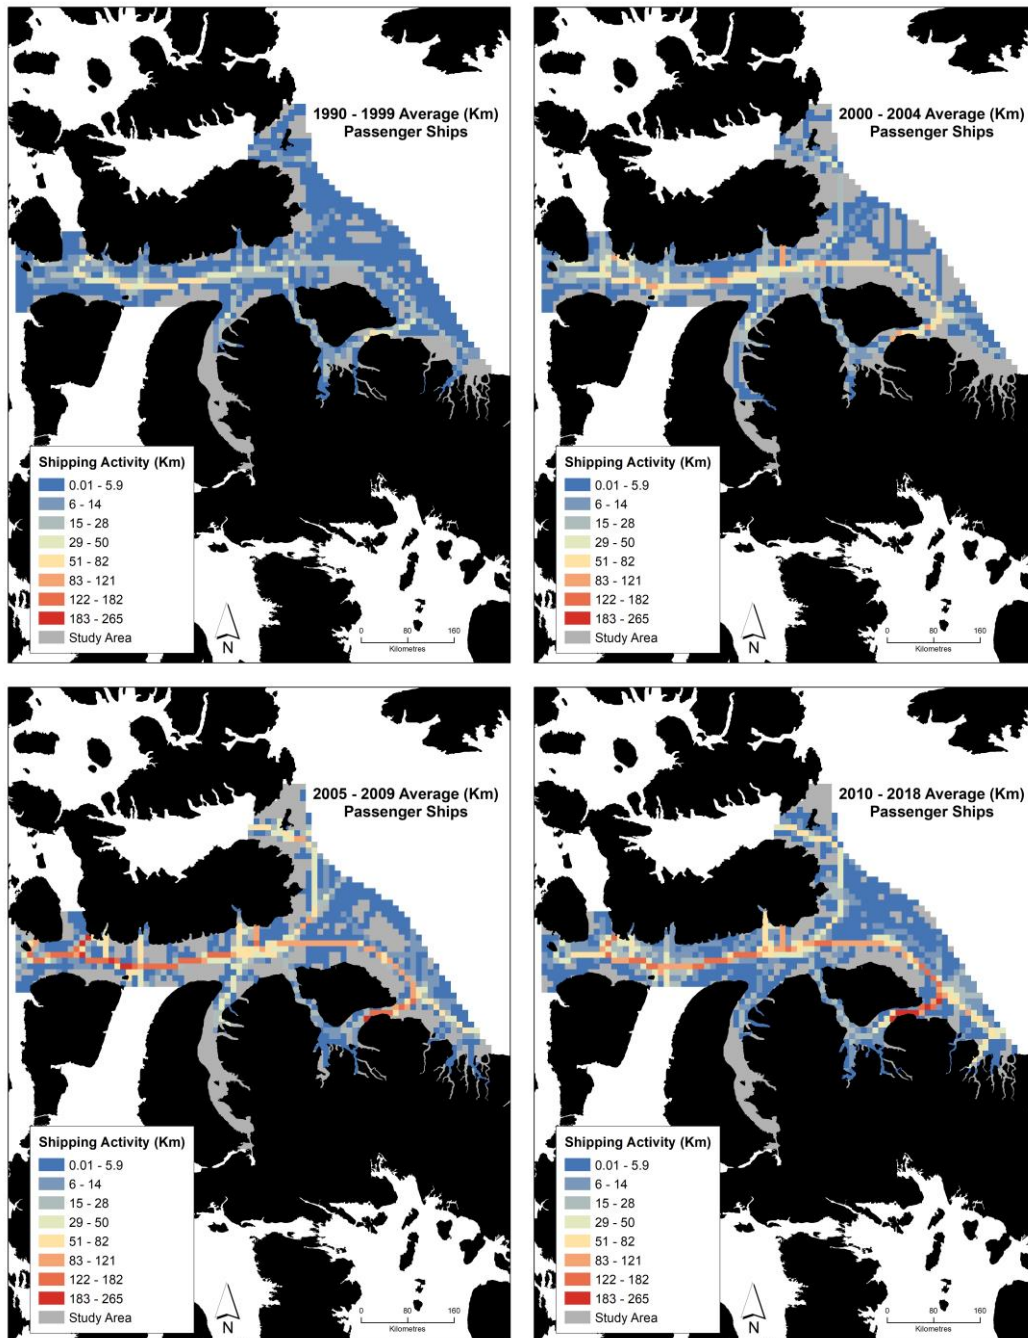 1990 - 1999 Average (Km)
Passenger Ships
Shipping Activity (Km)
0.01 - 5.9
6 - 14
15 - 28
29 - 50
51 - 82
83 - 121
122 - 182
183 - 265
Study Area
N
0 80 160
Kilometres
2000 - 2004 Average (Km)
Passenger Ships
Shipping Activity (Km)
0.01 - 5.9
6 - 14
15 - 28
29 - 50
51 - 82
83 - 121
122 - 182
183 - 265
Study Area
N
0 80 160
Kilometres
2005 - 2009 Average (Km)
Passenger Ships
Shipping Activity (Km)
0.01 - 5.9
6 - 14
15 - 28
29 - 50
51 - 82
83 - 121
122 - 182
183 - 265
Study Area
N
0 80 160
Kilometres
2010 - 2018 Average (Km)
Passenger Ships
Shipping Activity (Km)
0.01 - 5.9
6 - 14
15 - 28
29 - 50
51 - 82
83 - 121
122 - 182
183 - 265
Study Area
N
0 80 160
Kilometres